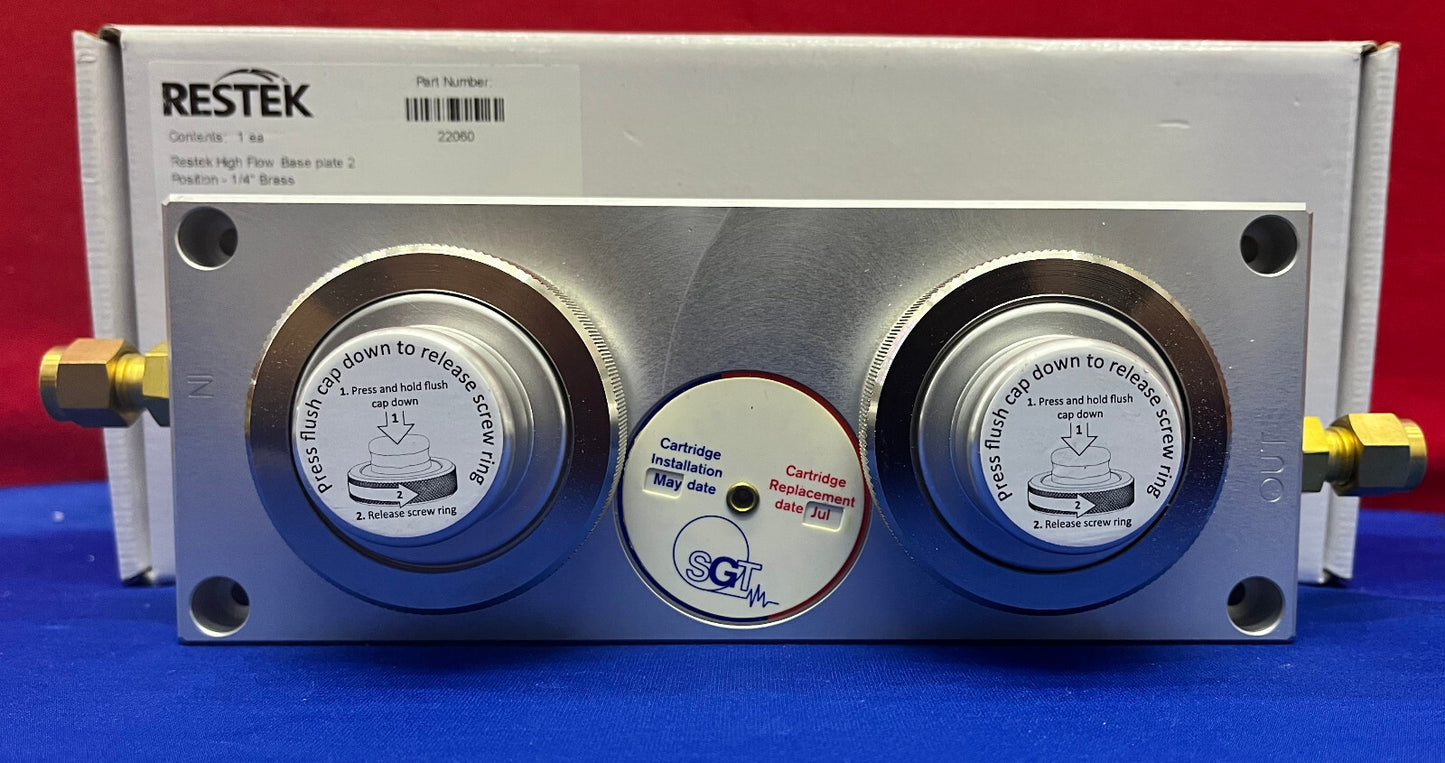 RESTEK
Part Number:
22060
Contents: 1 ea
Restek High Flow Base plate 2
Position - 1/4" Brass
IN
Press flush cap down to release screw ring
1. Press and hold flush
cap down
1
2
2. Release screw ring
Cartridge
Installation
May date
Cartridge
Replacement
date Jul
SGT
Press flush cap down to release screw ring
1. Press and hold flush
cap down
1
2
2. Release screw ring
OUT